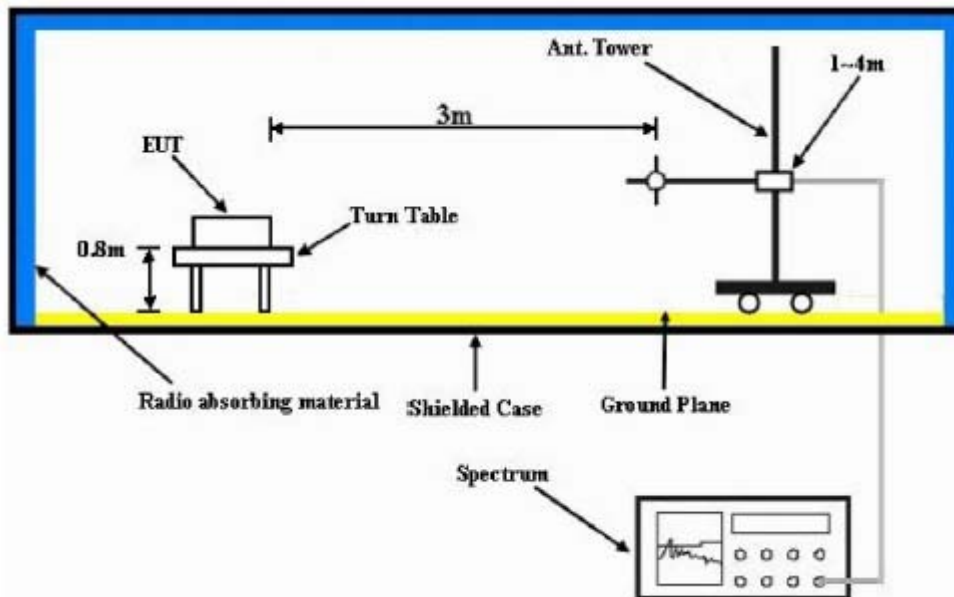 Ant. Tower
1~4m
3m
EUT
Turn Table
0.8m
Radio absorbing material
Shielded Case
Ground Plane
Spectrum